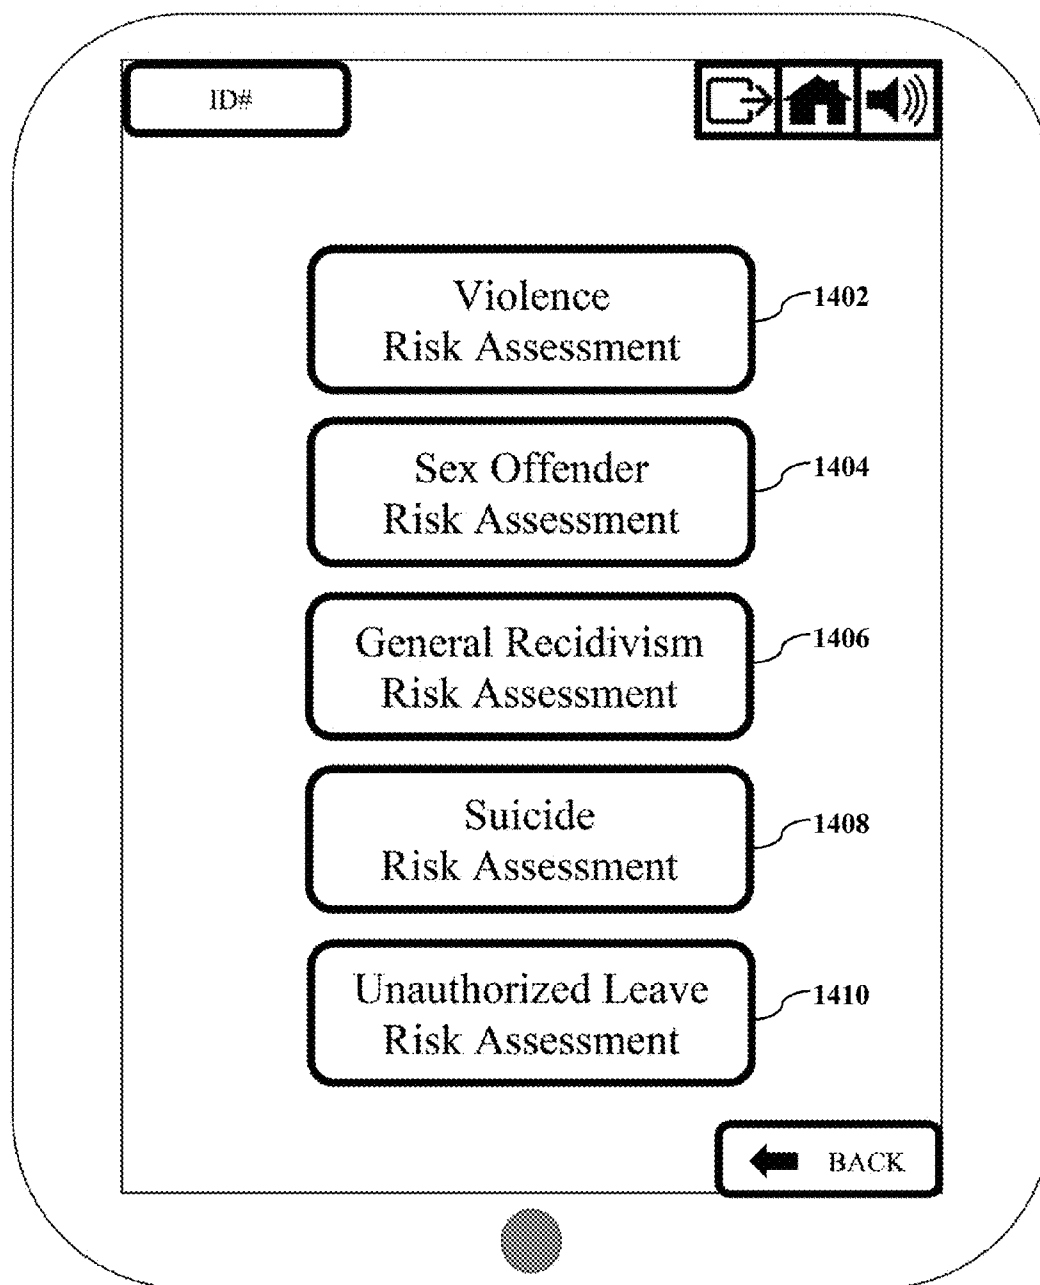 ID#
Violence
Risk Assessment
1402
Sex Offender
Risk Assessment
1404
General Recidivism
Risk Assessment
1406
Suicide
Risk Assessment
1408
Unauthorized Leave
Risk Assessment
1410
BACK